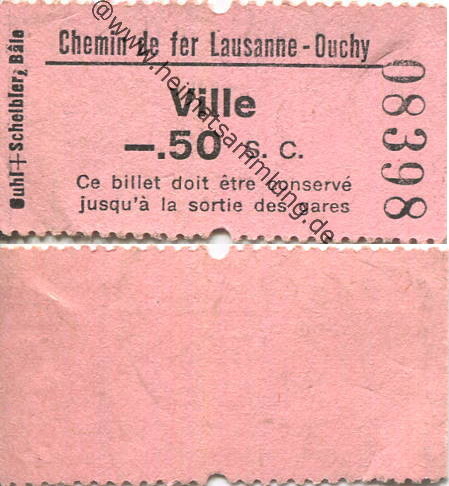 Chemin de fer Lausanne-Ouchy
Ville
—.50 S. C.
Ce billet doit être conservé
jusqu'à la sortie des gares
08398
Suhl+Scheibler, Bâle
@www.heimatsammlung.de